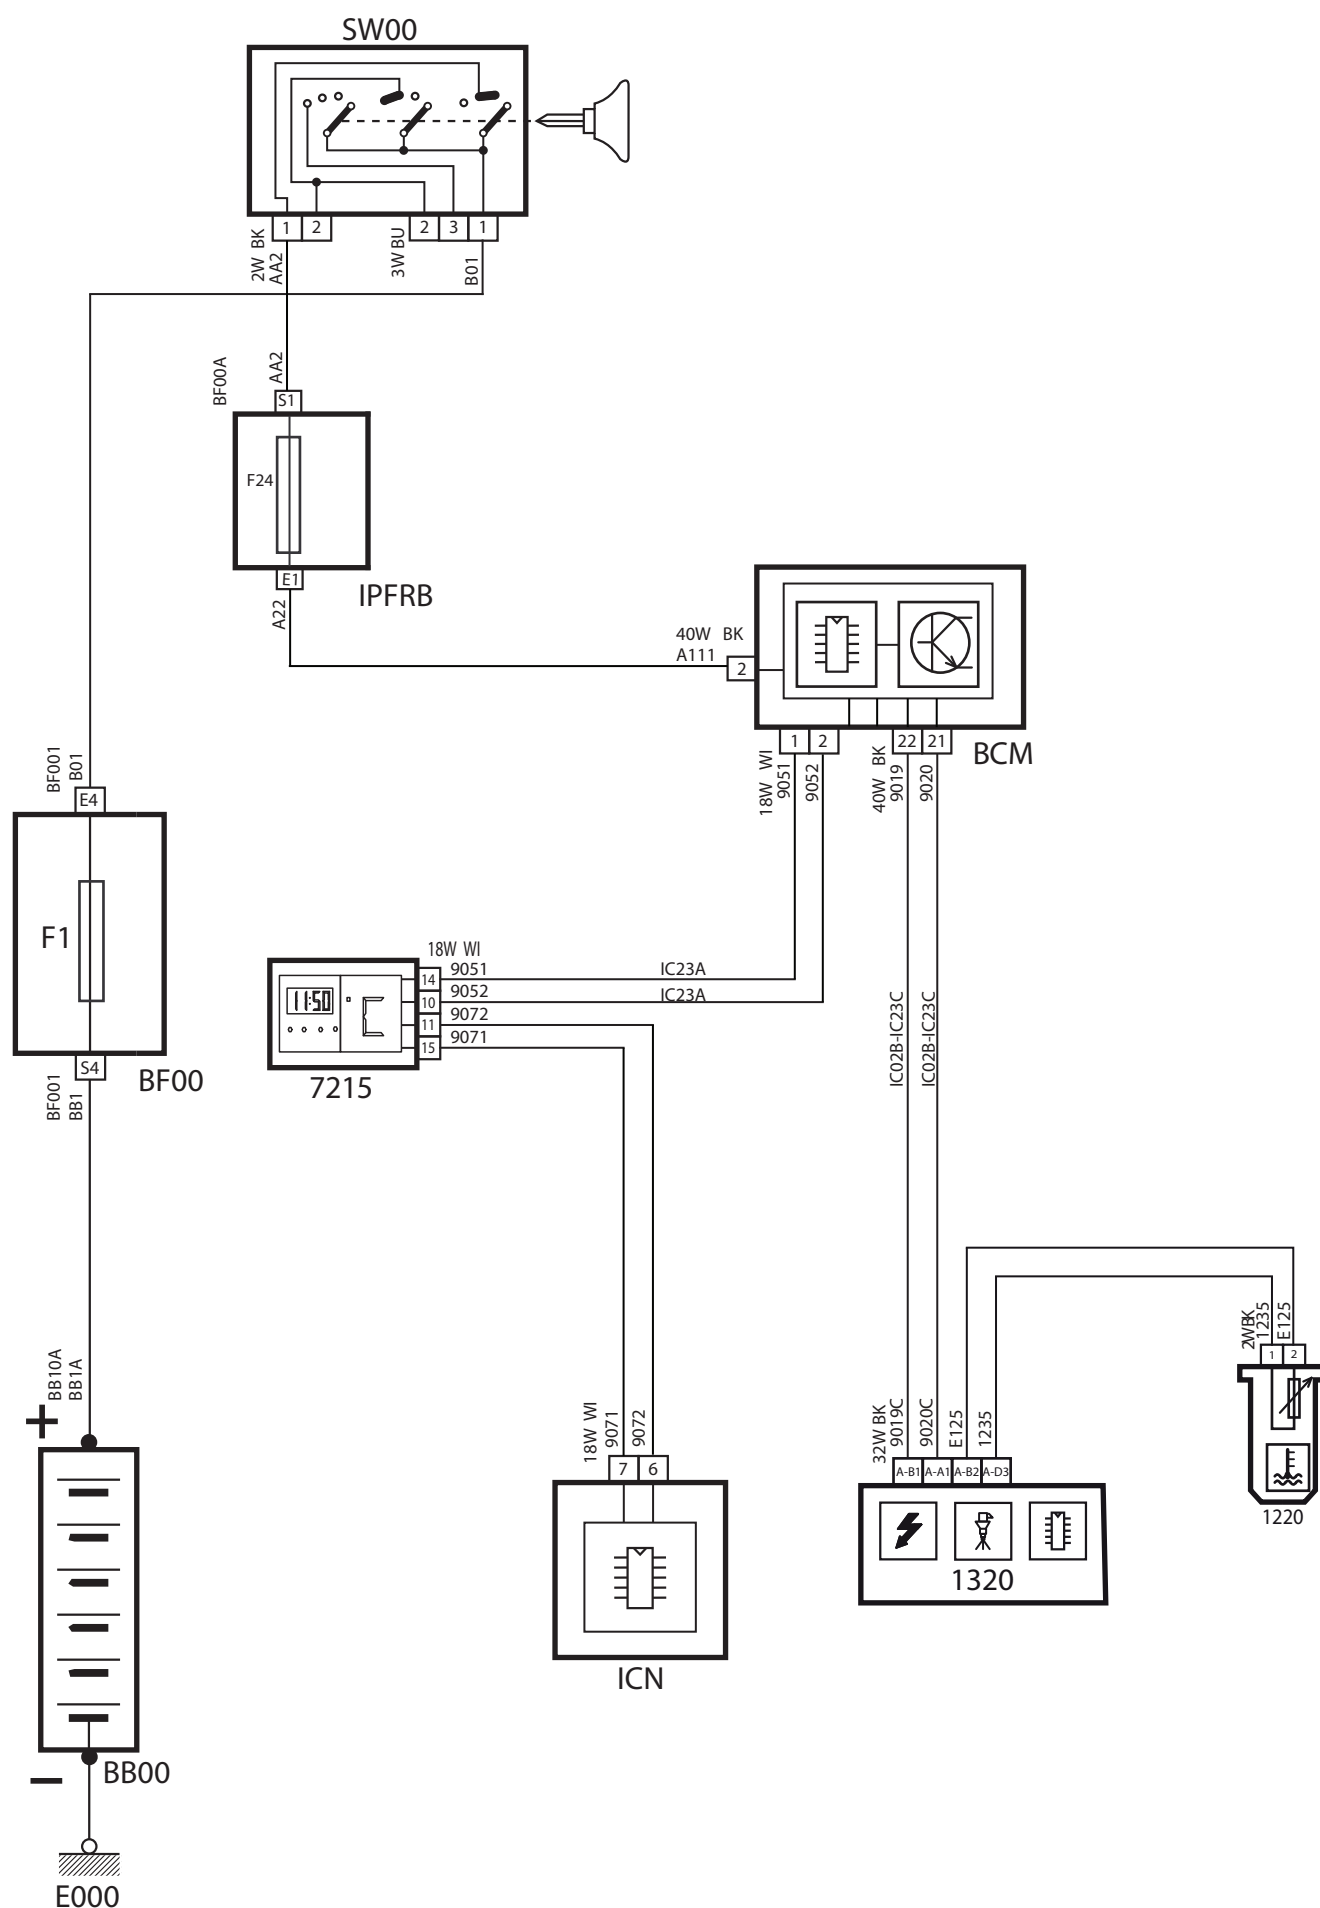 SW00
1 2 2 3 1
2W BK
AA2
3W BU
B01
BF00A
AA2
S1
F24
E1
IPFRB
A22
40W BK
A111
2
BCM
1 2 22 21
18W WI
9051
9052
40W BK
9019
9020
BF001
B01
E4
F1
S4
BF00
BF001
BB1
18W WI
14 9051 IC23A
10 9052 IC23A
11 9072
15 9071
11:50
7215
IC02B-IC23C
IC02B-IC23C
2WBK
1235
E125
1 2
1220
BB10A
BB1A
+
BB00
–
E000
18W WI
9071
9072
7 6
ICN
32W BK
9019C
9020C
E125
1235
A-B1 A-A1 A-B2 A-D3
1320